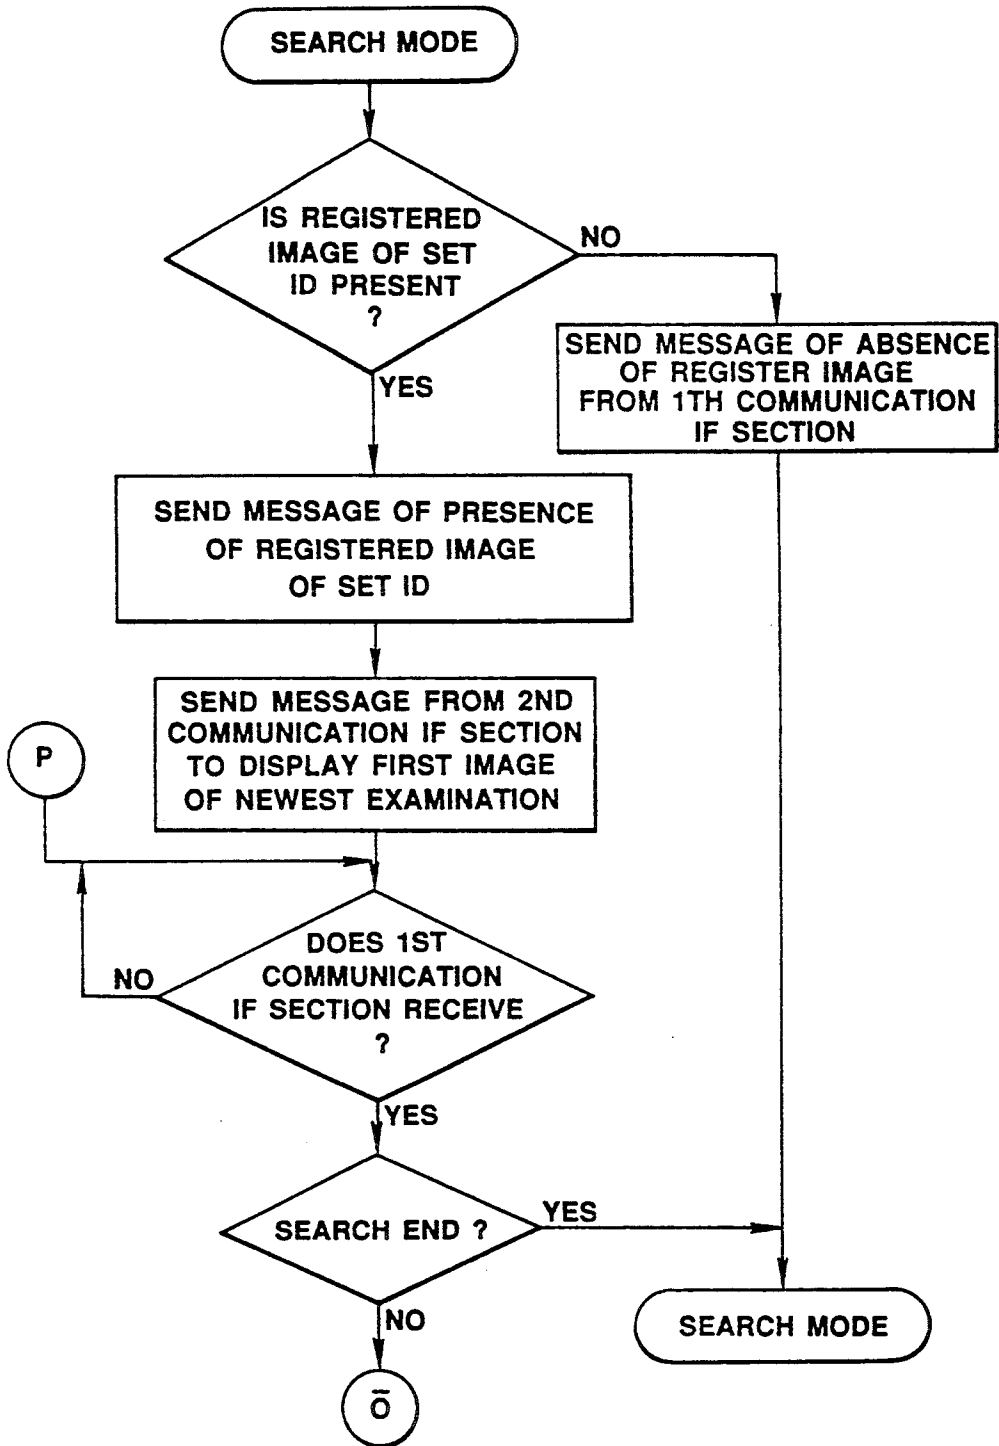 SEARCH MODE
IS REGISTERED
IMAGE OF SET
ID PRESENT
?
NO
YES
SEND MESSAGE OF ABSENCE
OF REGISTER IMAGE
FROM 1TH COMMUNICATION
IF SECTION
SEND MESSAGE OF PRESENCE
OF REGISTERED IMAGE
OF SET ID
SEND MESSAGE FROM 2ND
COMMUNICATION IF SECTION
TO DISPLAY FIRST IMAGE
OF NEWEST EXAMINATION
P
DOES 1ST
COMMUNICATION
IF SECTION RECEIVE
?
NO
YES
SEARCH END ?
YES
NO
SEARCH MODE
O̅